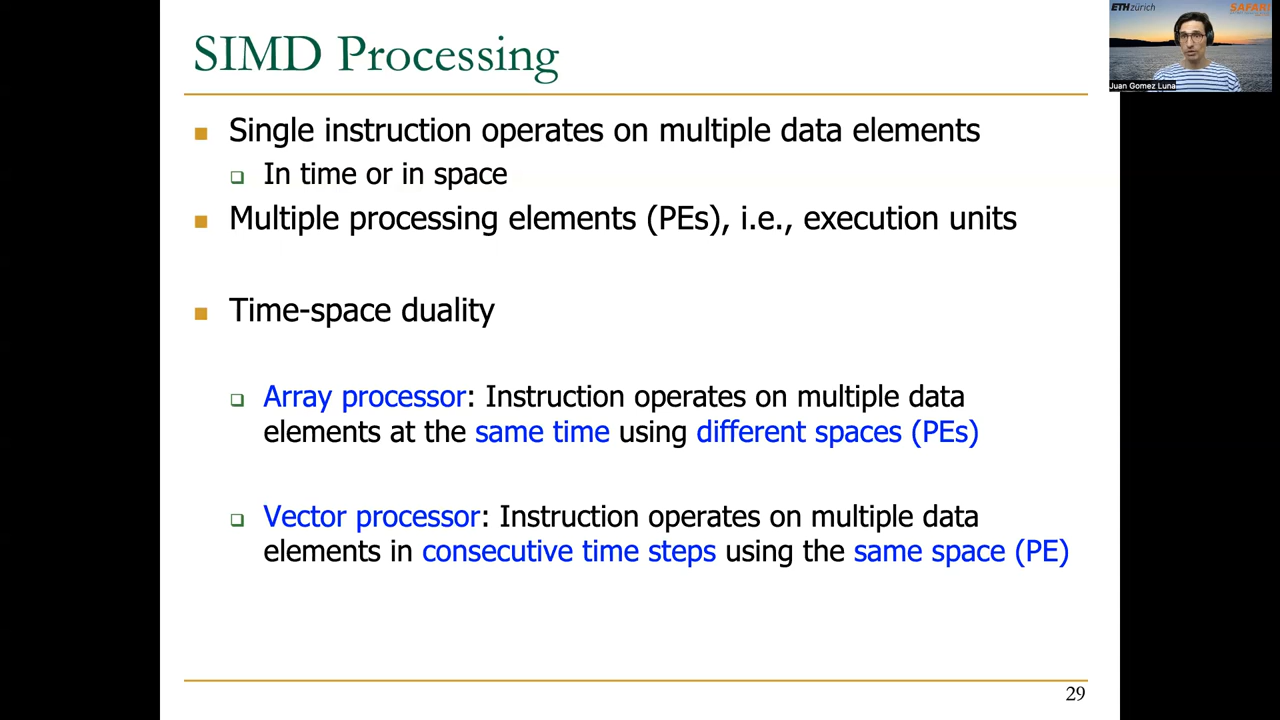 SIMD Processing
Single instruction operates on multiple data elements
In time or in space
Multiple processing elements (PEs), i.e., execution units
Time-space duality
Array processor: Instruction operates on multiple data
elements at the same time using different spaces (PEs)
Vector processor: Instruction operates on multiple data
elements in consecutive time steps using the same space (PE)
29
ETH zürich
SAFARI
Juan Gomez Luna